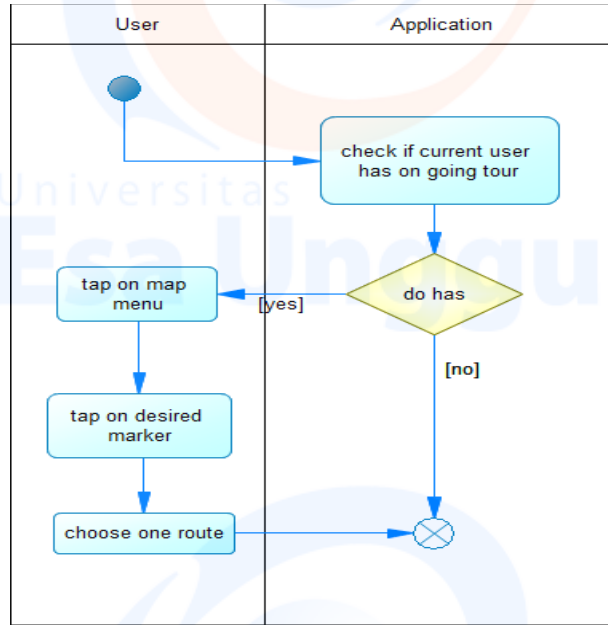 User
Application
check if current user
has on going tour
Universitas
Esa Unggu
do has
tap on map
menu
[yes]
[no]
tap on desired
marker
choose one route